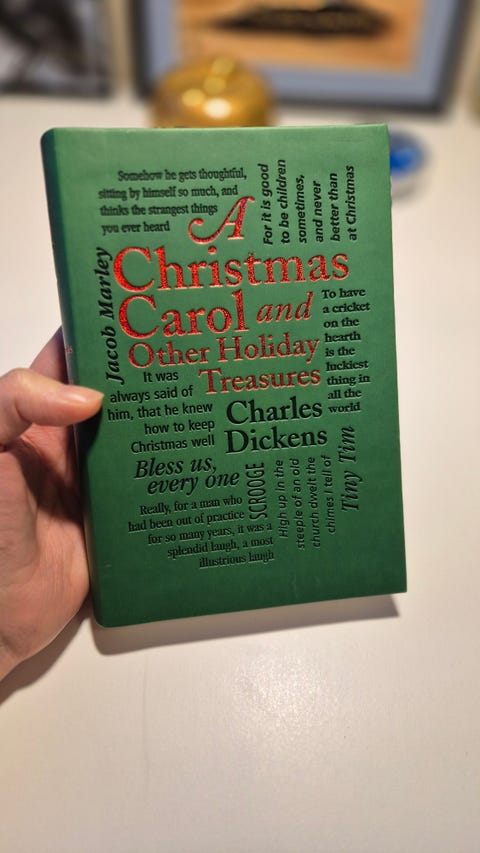 Somehow he gets thoughtful,
sitting by himself so much, and
thinks the strangest things
you ever heard
For it is good
to be children
sometimes,
and never
better than
at Christmas
A
Christmas
Carol and
Other Holiday
Treasures
Jacob Marley
To have
a cricket
on the
hearth
is the
luckiest
thing in
all the
world
It was
always said of
him, that he knew
how to keep
Christmas well
Charles
Dickens
Bless us,
every one
SCROOGE
High up in the
steeple of an old
church dwelt the
chimes I tell of
Tiny Tim
Really, for a man who
had been out of practice
for so many years, it was a
splendid laugh, a most
illustrious laugh